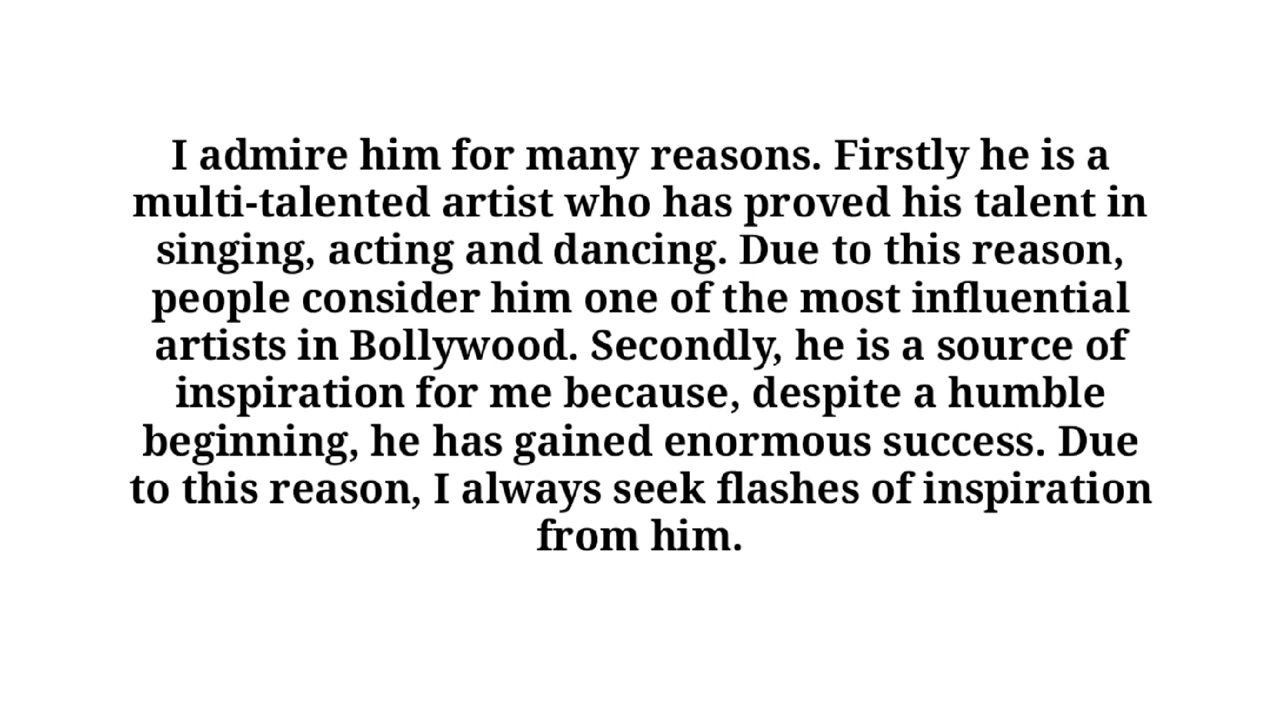 I admire him for many reasons. Firstly he is a
multi-talented artist who has proved his talent in
singing, acting and dancing. Due to this reason,
people consider him one of the most influential
artists in Bollywood. Secondly, he is a source of
inspiration for me because, despite a humble
beginning, he has gained enormous success. Due
to this reason, I always seek flashes of inspiration
from him.